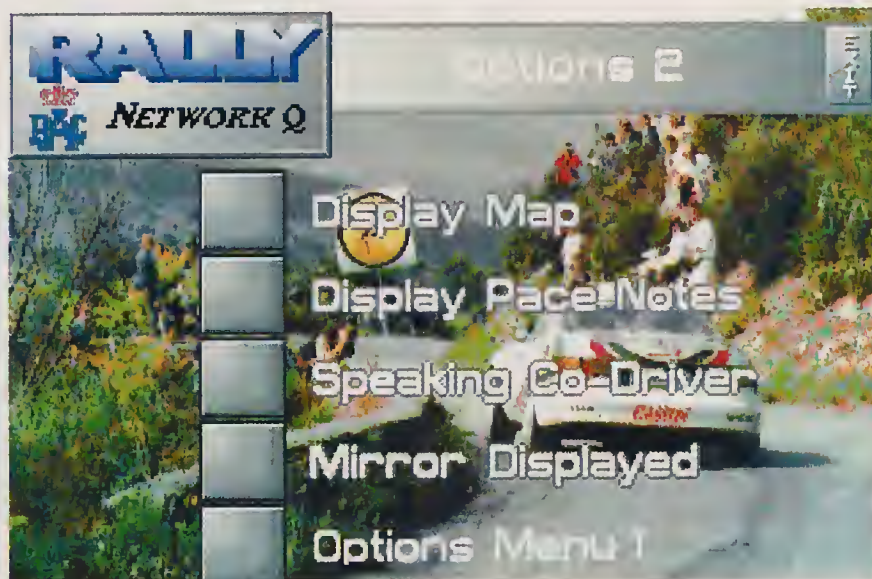 RALLY
RAC
NETWORK Q
Options 2
EXIT
Display Map
Display Pace Notes
Speaking Co-Driver
Castrol
Mirror Displayed
Options Menu 1